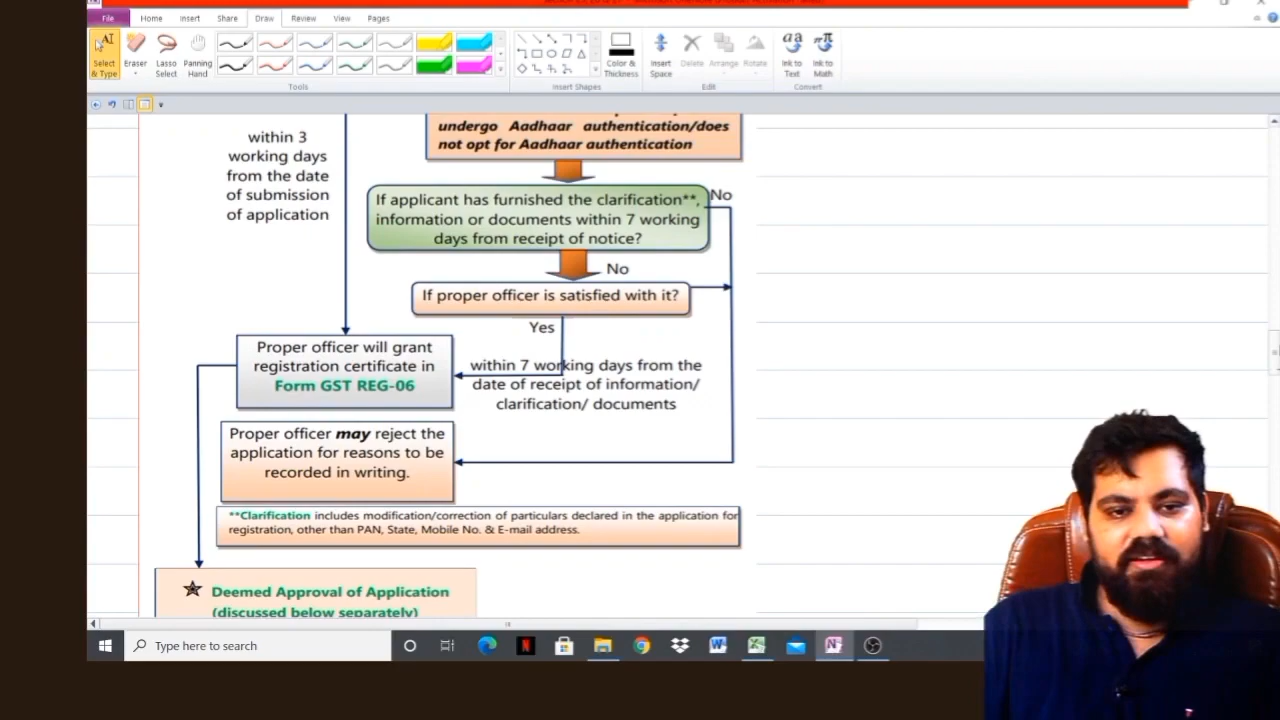 File Home Insert Share Draw Review View Pages
Select & Type
Eraser
Lasso Select
Panning Hand
Color & Thickness
Insert Space
Delete
Arrange
Rotate
Ink to Text
Ink to Math
Tools
Insert Shapes
Edit
Convert
undergo Aadhaar authentication/does
not opt for Aadhaar authentication
within 3
working days
from the date
of submission
of application
If applicant has furnished the clarification**,
information or documents within 7 working
days from receipt of notice?
No
No
If proper officer is satisfied with it?
Yes
Proper officer will grant
registration certificate in
Form GST REG-06
within 7 working days from the
date of receipt of information/
clarification/ documents
Proper officer may reject the
application for reasons to be
recorded in writing.
**Clarification includes modification/correction of particulars declared in the application for
registration, other than PAN, State, Mobile No. & E-mail address.
Deemed Approval of Application
(discussed below separately)
Type here to search